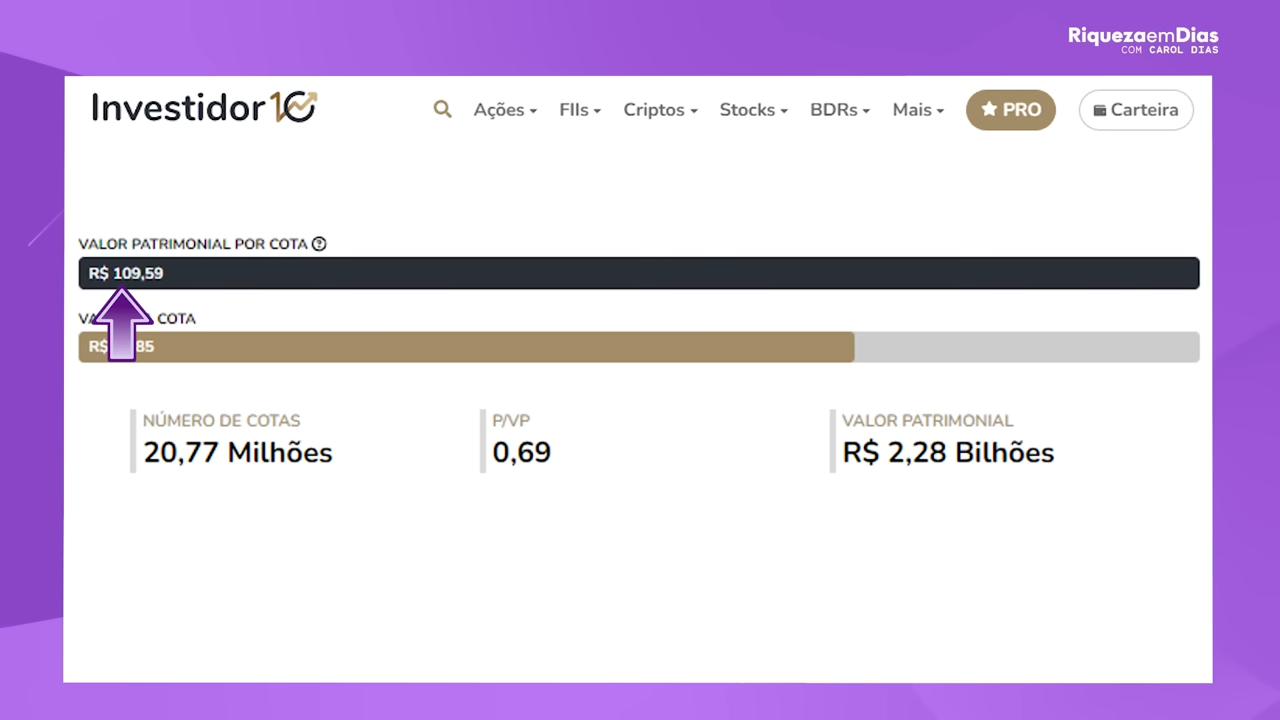 RiquezaemDias
COM CAROL DIAS
Investidor10
Ações
FIIs
Criptos
Stocks
BDRs
Mais
PRO
Carteira
VALOR PATRIMONIAL POR COTA
R$ 109,59
COTA
R$ 85
NÚMERO DE COTAS
20,77 Milhões
P/VP
0,69
VALOR PATRIMONIAL
R$ 2,28 Bilhões